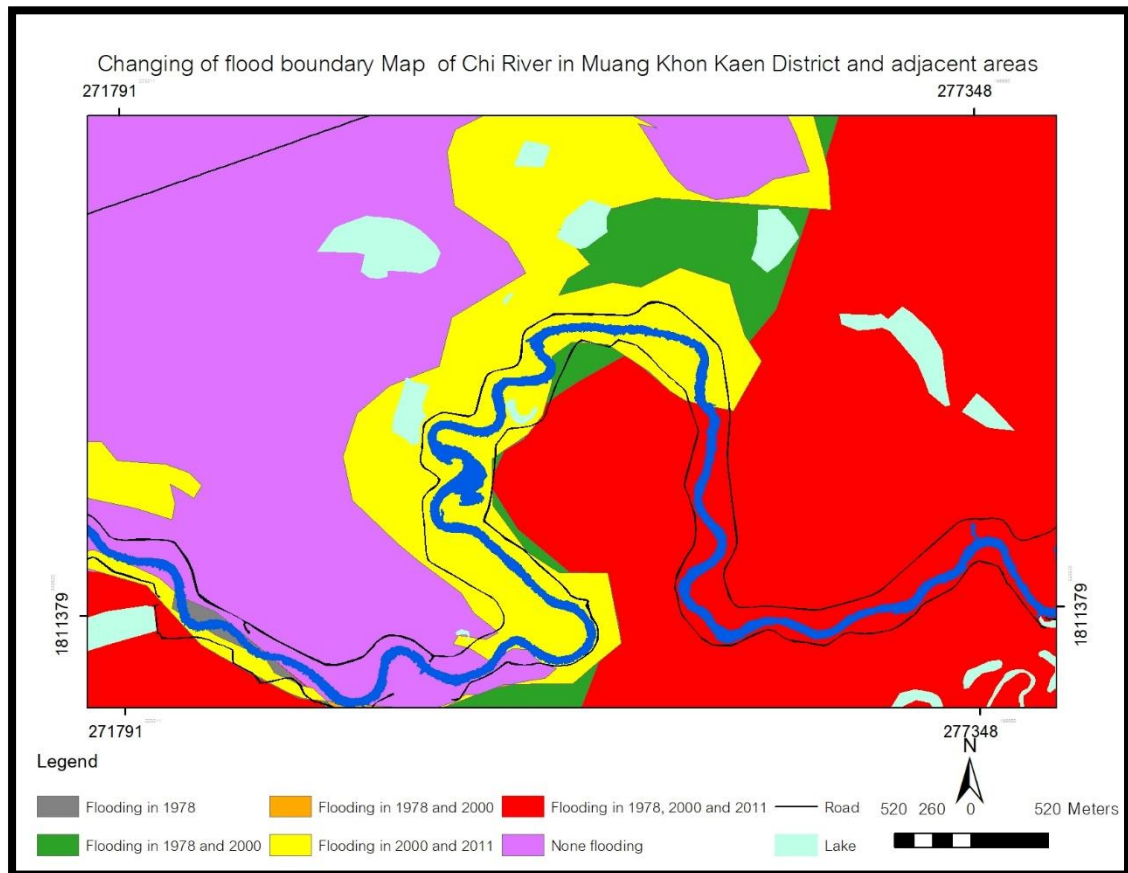 Changing of flood boundary Map of Chi River in Muang Khon Kaen District and adjacent areas
271791 277348
1811379 1811379
271791 277348
N
Legend
Flooding in 1978 Flooding in 1978 and 2000 Flooding in 1978, 2000 and 2011 Road 520 260 0 520 Meters
Flooding in 1978 and 2000 Flooding in 2000 and 2011 None flooding Lake